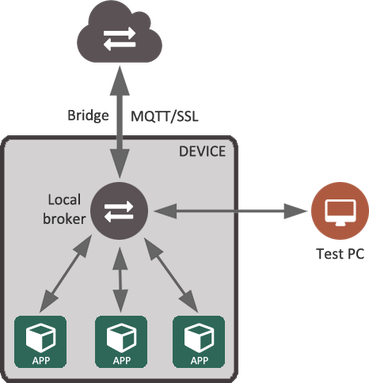 Bridge MQTT/SSL
DEVICE
Local
broker
Test PC
APP APP APP